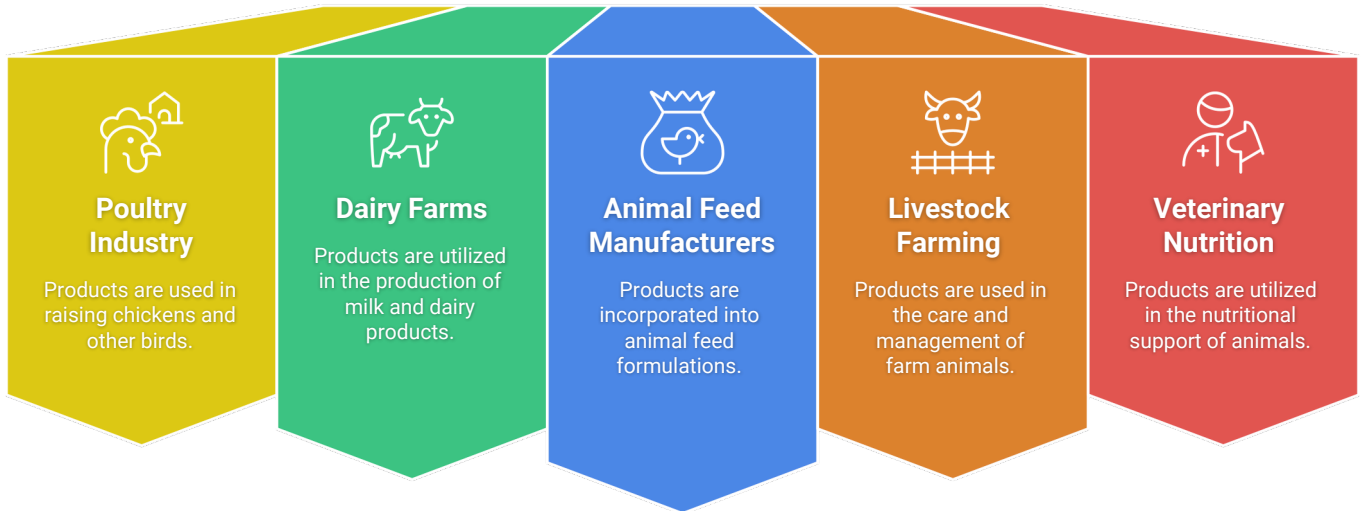 Poultry
Industry
Products are used in
raising chickens and
other birds.
Dairy Farms
Products are utilized
in the production of
milk and dairy
products.
Animal Feed
Manufacturers
Products are
incorporated into
animal feed
formulations.
Livestock
Farming
Products are used in
the care and
management of
farm animals.
Veterinary
Nutrition
Products are utilized
in the nutritional
support of animals.